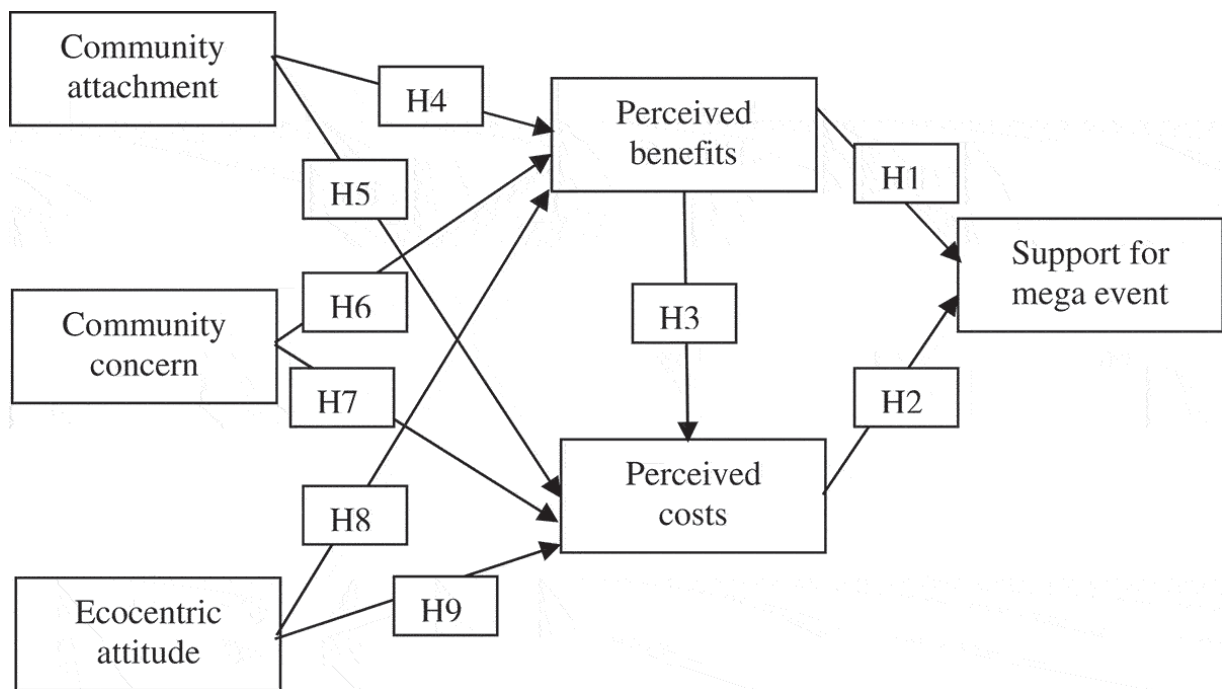 Community
attachment
H4
Perceived
benefits
H1
H5
Support for
mega event
H6
H3
Community
concern
H7
H2
Perceived
costs
H8
H9
Ecocentric
attitude